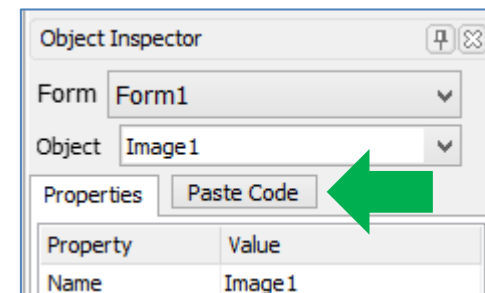 Object Inspector
Form Form1
Object Image1
Properties Paste Code
Property Value
Name Image1